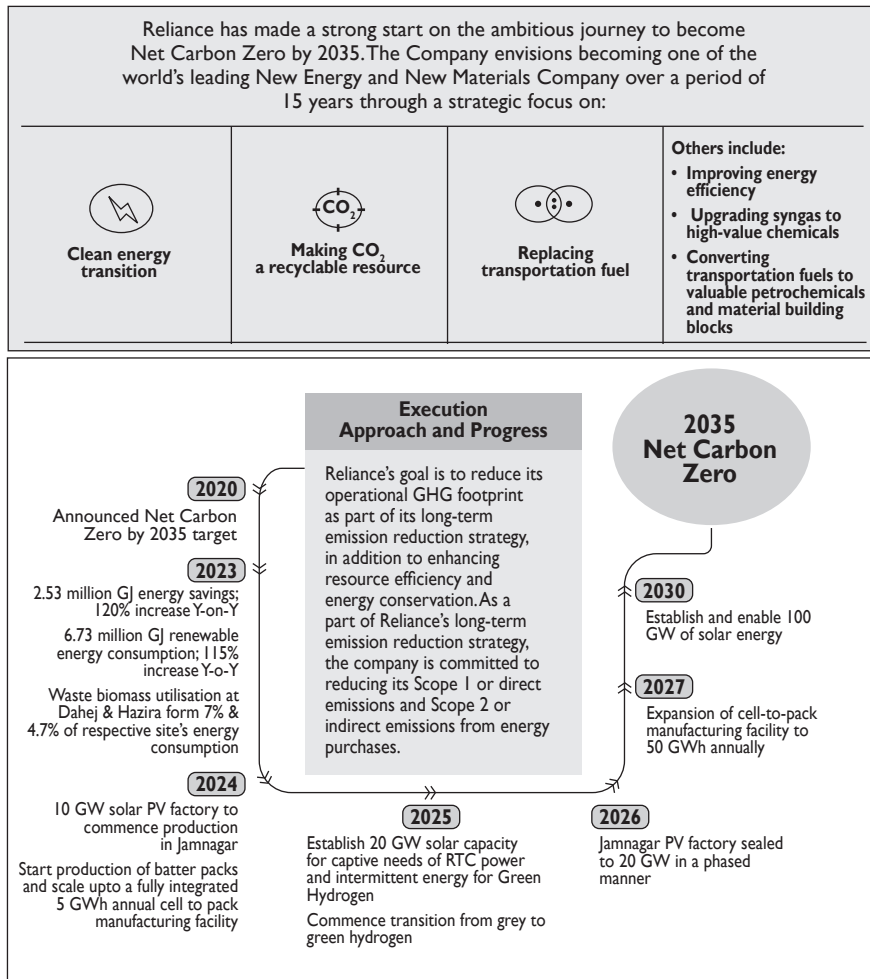 Reliance has made a strong start on the ambitious journey to become
Net Carbon Zero by 2035. The Company envisions becoming one of the
world's leading New Energy and New Materials Company over a period of
15 years through a strategic focus on:
Clean energy
transition
CO2
Making CO2
a recyclable resource
Replacing
transportation fuel
Others include:
• Improving energy
efficiency
• Upgrading syngas to
high-value chemicals
• Converting
transportation fuels to
valuable petrochemicals
and material building
blocks
Execution
Approach and Progress
Reliance's goal is to reduce its
operational GHG footprint
as part of its long-term
emission reduction strategy,
in addition to enhancing
resource efficiency and
energy conservation. As a
part of Reliance's long-term
emission reduction strategy,
the company is committed to
reducing its Scope 1 or direct
emissions and Scope 2 or
indirect emissions from energy
purchases.
2020
Announced Net Carbon
Zero by 2035 target
2023
2.53 million GJ energy savings;
120% increase Y-on-Y
6.73 million GJ renewable
energy consumption; 115%
increase Y-o-Y
Waste biomass utilisation at
Dahej & Hazira form 7% &
4.7% of respective site's energy
consumption
2024
10 GW solar PV factory to
commence production
in Jamnagar
Start production of batter packs
and scale upto a fully integrated
5 GWh annual cell to pack
manufacturing facility
2025
Establish 20 GW solar capacity
for captive needs of RTC power
and intermittent energy for Green
Hydrogen
Commence transition from grey to
green hydrogen
2026
Jamnagar PV factory sealed
to 20 GW in a phased
manner
2027
Expansion of cell-to-pack
manufacturing facility to
50 GWh annually
2030
Establish and enable 100
GW of solar energy
2035
Net Carbon
Zero